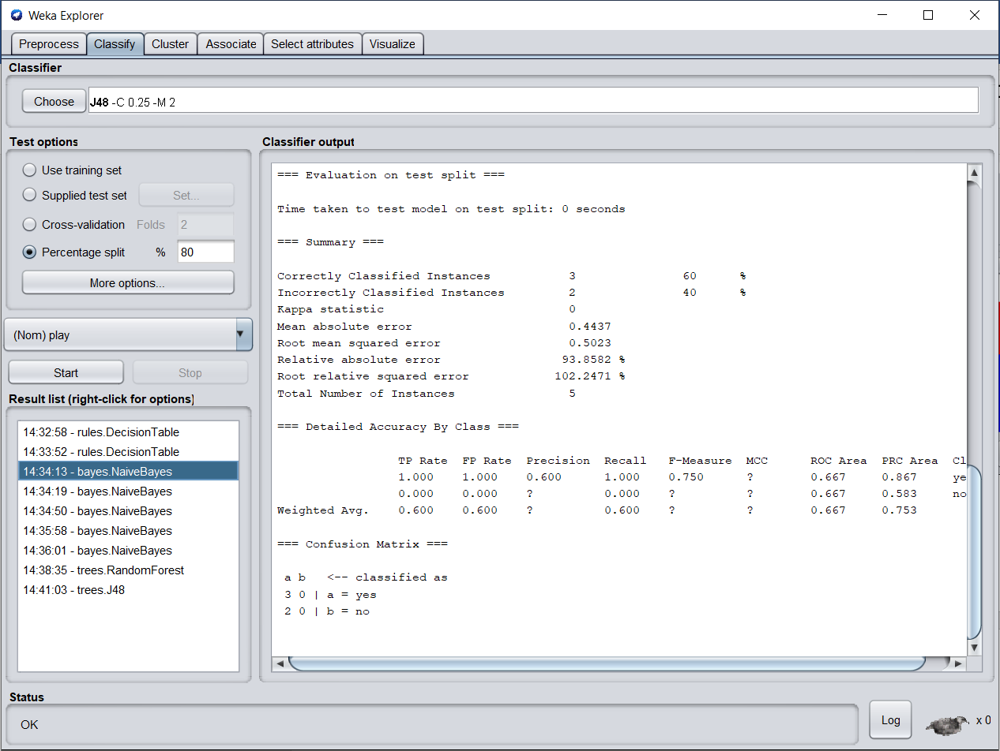 Weka Explorer
Preprocess Classify Cluster Associate Select attributes Visualize
Classifier
Choose J48 -C 0.25 -M 2
Test options
Use training set
Supplied test set Set...
Cross-validation Folds 2
Percentage split % 80
More options...
(Nom) play
Start Stop
Result list (right-click for options)
14:32:58 - rules.DecisionTable
14:33:52 - rules.DecisionTable
14:34:13 - bayes.NaiveBayes
14:34:19 - bayes.NaiveBayes
14:34:50 - bayes.NaiveBayes
14:35:58 - bayes.NaiveBayes
14:36:01 - bayes.NaiveBayes
14:38:35 - trees.RandomForest
14:41:03 - trees.J48
Classifier output
=== Evaluation on test split ===
Time taken to test model on test split: 0 seconds
=== Summary ===
Correctly Classified Instances 3 60 %
Incorrectly Classified Instances 2 40 %
Kappa statistic 0
Mean absolute error 0.4437
Root mean squared error 0.5023
Relative absolute error 93.8582 %
Root relative squared error 102.2471 %
Total Number of Instances 5
=== Detailed Accuracy By Class ===
TP Rate FP Rate Precision Recall F-Measure MCC ROC Area PRC Area Cl
1.000 1.000 0.600 1.000 0.750 ? 0.667 0.867 ye
0.000 0.000 ? 0.000 ? ? 0.667 0.583 no
Weighted Avg. 0.600 0.600 ? 0.600 ? ? 0.667 0.753
=== Confusion Matrix ===
a b <-- classified as
3 0 | a = yes
2 0 | b = no
Status
OK
Log x 0